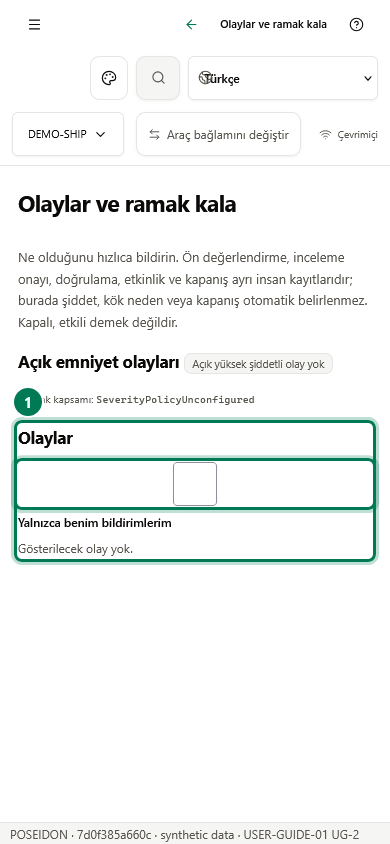 Olaylar ve ramak kala
Türkçe
DEMO-SHIP
Araç bağlamını değiştir
Çevrimiçi
Olaylar ve ramak kala
Ne olduğunu hızlıca bildirin. Ön değerlendirme, inceleme
onayı, doğrulama, etkinlik ve kapanış ayrı insan kayıtlarıdır;
burada şiddet, kök neden veya kapanış otomatik belirlenmez.
Kapalı, etkili demek değildir.
Açık emniyet olayları
Açık yüksek şiddetli olay yok
kapsamı: SeverityPolicyUnconfigured
1
Olaylar
Yalnızca benim bildirimlerim
Gösterilecek olay yok.
POSEIDON · 7d0f385a660c · synthetic data · USER-GUIDE-01 UG-2